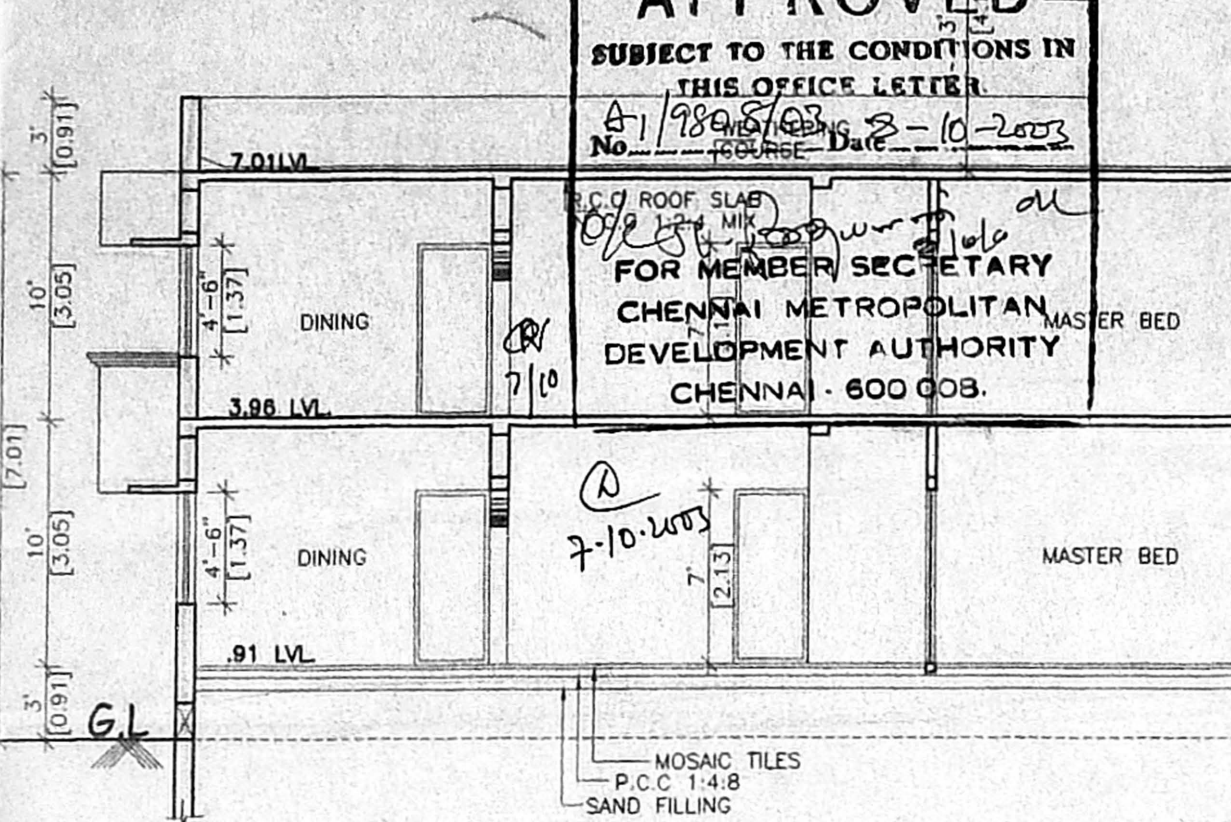 APPROVED
SUBJECT TO THE CONDITIONS IN
THIS OFFICE LETTER.
No. A1/9808/03 Date 8-10-2003
WEATHERING
COURSE
3'
[0.91]
7.01 LVL
R.C.C ROOF SLAB
1:2:4 MIX
FOR MEMBER SECRETARY
CHENNAI METROPOLITAN
DEVELOPMENT AUTHORITY
CHENNAI - 600 008.
10'
[3.05]
4'-6"
[1.37]
DINING
7/10
7'
MASTER BED
3.96 LVL
[7.01]
10'
[3.05]
4'-6"
[1.37]
DINING
7-10-2003
7'
[2.13]
MASTER BED
.91 LVL
3'
[0.91]
G.L
MOSAIC TILES
P.C.C 1:4:8
SAND FILLING